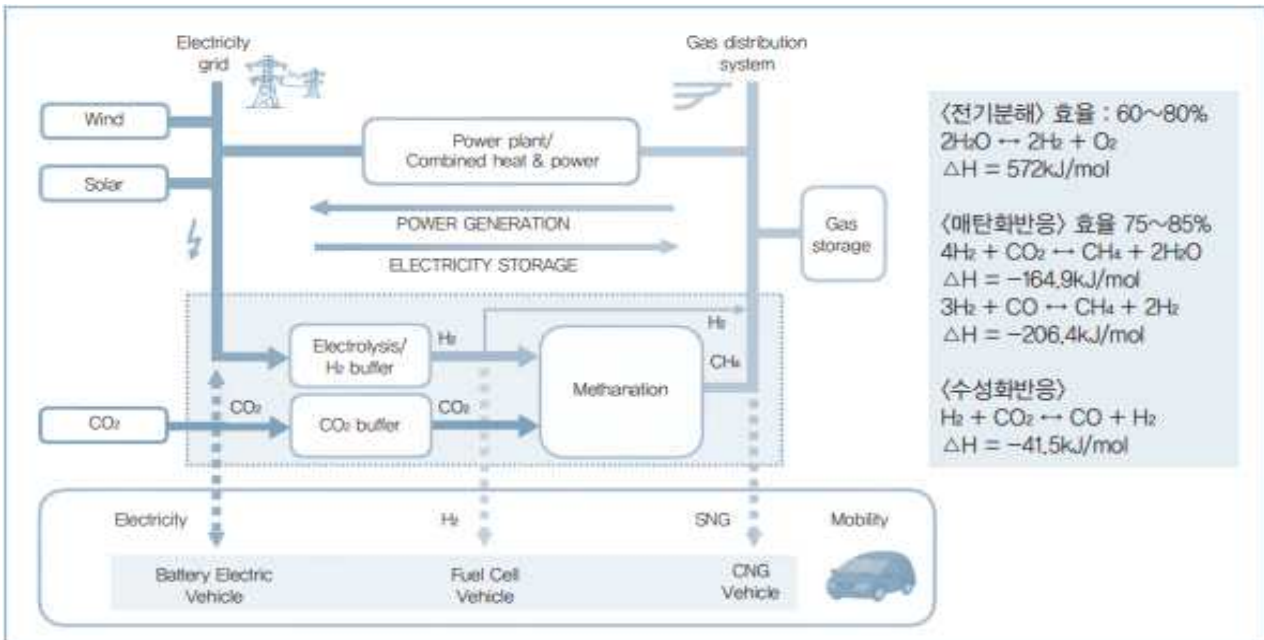 Electricity
grid
Gas distribution
system
Wind
Solar
Power plant/
Combined heat & power
POWER GENERATION
ELECTRICITY STORAGE
Gas
storage
Electrolysis/
H₂ buffer
H₂
H₂
CH₄
Methanation
CO₂
CO₂
CO₂ buffer
CO₂
Electricity
H₂
SNG
Mobility
Battery Electric
Vehicle
Fuel Cell
Vehicle
CNG
Vehicle
〈전기분해〉 효율 : 60~80%
2H₂O ↔ 2H₂ + O₂
△H = 572kJ/mol
〈매탄화반응〉 효율 75~85%
4H₂ + CO₂ ↔ CH₄ + 2H₂O
△H = -164.9kJ/mol
3H₂ + CO ↔ CH₄ + 2H₂
△H = -206.4kJ/mol
〈수성화반응〉
H₂ + CO₂ ↔ CO + H₂
△H = -41.5kJ/mol